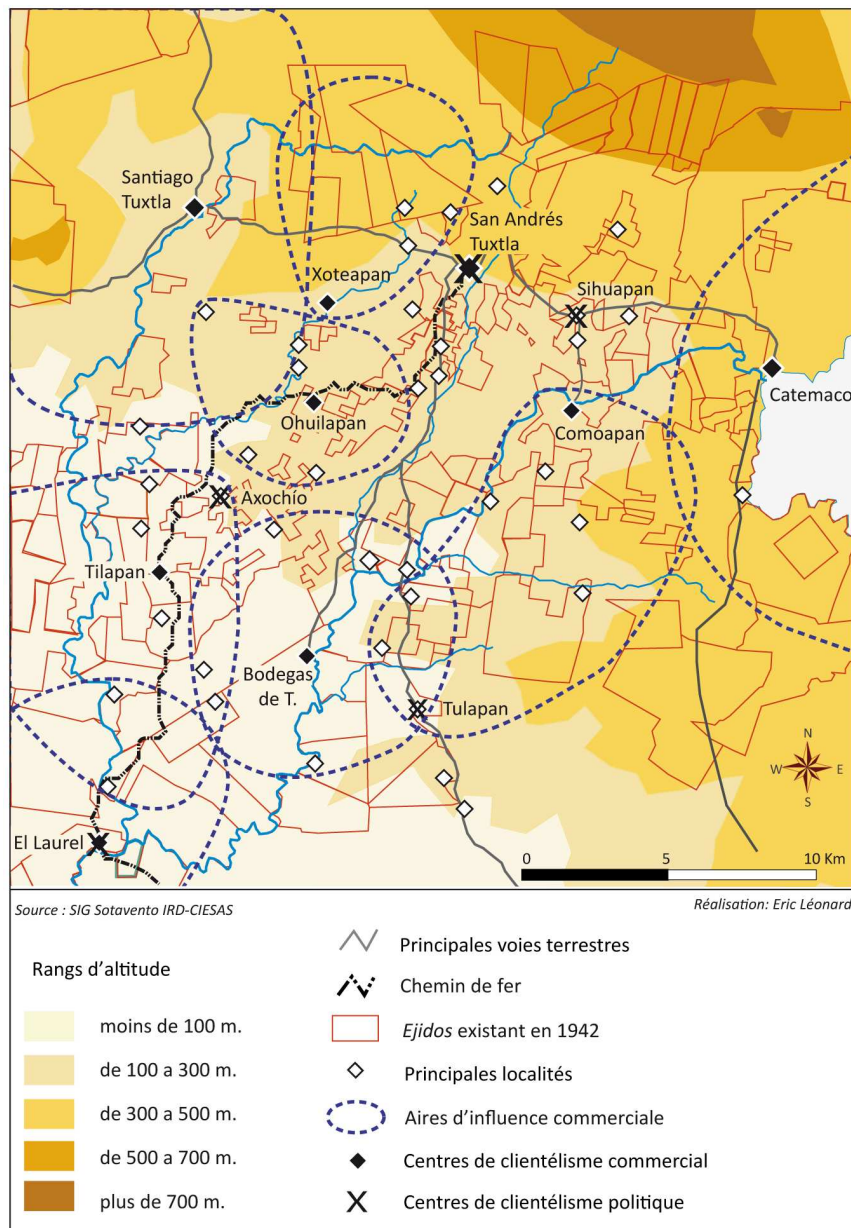 Santiago
Tuxtla
San Andrés
Tuxtla
Xoteapan
Sihuapan
Catemaco
Ohuilapan
Comoapan
Axochío
Tilapan
Bodegas
de T.
Tulapan
N
W E
S
El Laurel
0 5 10 Km
Source : SIG Sotavento IRD-CIESAS
Réalisation: Eric Léonard
Rangs d'altitude
moins de 100 m.
de 100 a 300 m.
de 300 a 500 m.
de 500 a 700 m.
plus de 700 m.
Principales voies terrestres
Chemin de fer
Ejidos existant en 1942
Principales localités
Aires d'influence commerciale
Centres de clientélisme commercial
Centres de clientélisme politique